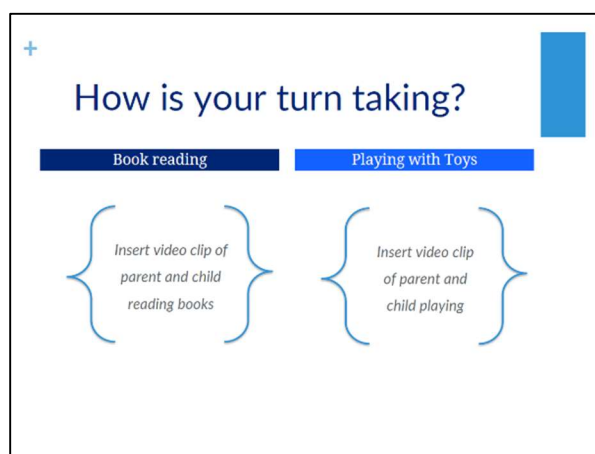 +
How is your turn taking?
Book reading
Playing with Toys
Insert video clip of
parent and child
reading books
Insert video clip
of parent and
child playing